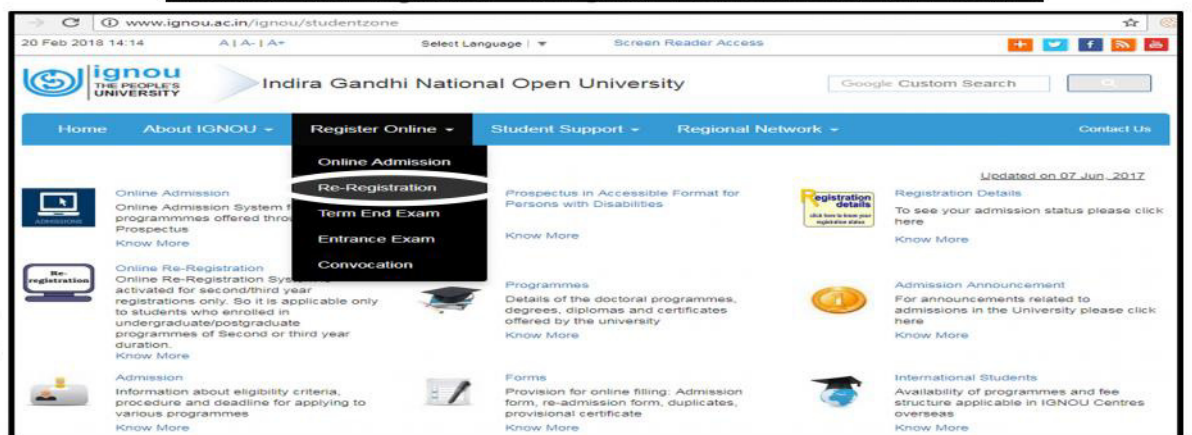 www.ignou.ac.in/ignou/studentzone
20 Feb 2018 14:14 A | A- | A+ Select Language ▼ Screen Reader Access
ignou
THE PEOPLE'S
UNIVERSITY
Indira Gandhi National Open University
Google Custom Search
Home About IGNOU Register Online Student Support Regional Network Contact Us
Online Admission
Re-Registration
Term End Exam
Entrance Exam
Convocation
Updated on 07 Jun, 2017
ADMISSIONS
Online Admission
Online Admission System f
programmmes offered throu
Prospectus
Know More
Prospectus in Accessible Format for
Persons with Disabilities
Know More
Registration
details
click here to know your
registration status
Registration Details
To see your admission status please click
here
Know More
Re-
registration
Online Re-Registration
Online Re-Registration Syst
activated for second/third year
registrations only. So it is applicable only
to students who enrolled in
undergraduate/postgraduate
programmes of Second or third year
duration.
Know More
Programmes
Details of the doctoral programmes,
degrees, diplomas and certificates
offered by the university
Know More
Admission Announcement
For announcements related to
admissions in the University please click
here
Know More
Admission
Information about eligibility criteria,
procedure and deadline for applying to
various programmes
Know More
Forms
Provision for online filling: Admission
form, re-admission form, duplicates,
provisional certificate
Know More
International Students
Availability of programmes and fee
structure applicable in IGNOU Centres
overseas
Know More